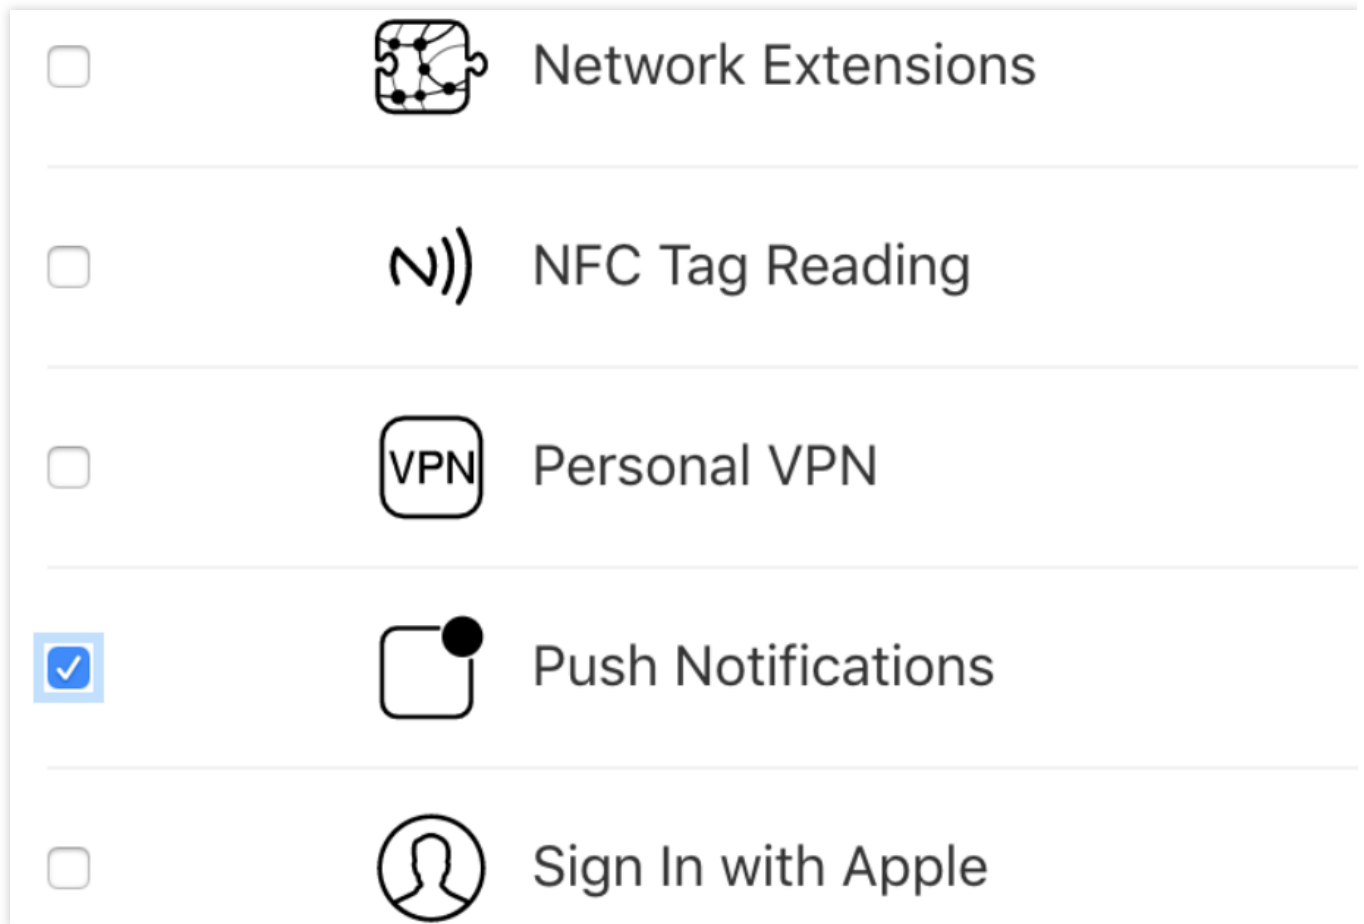 Network Extensions
NFC Tag Reading
VPN Personal VPN
Push Notifications
Sign In with Apple